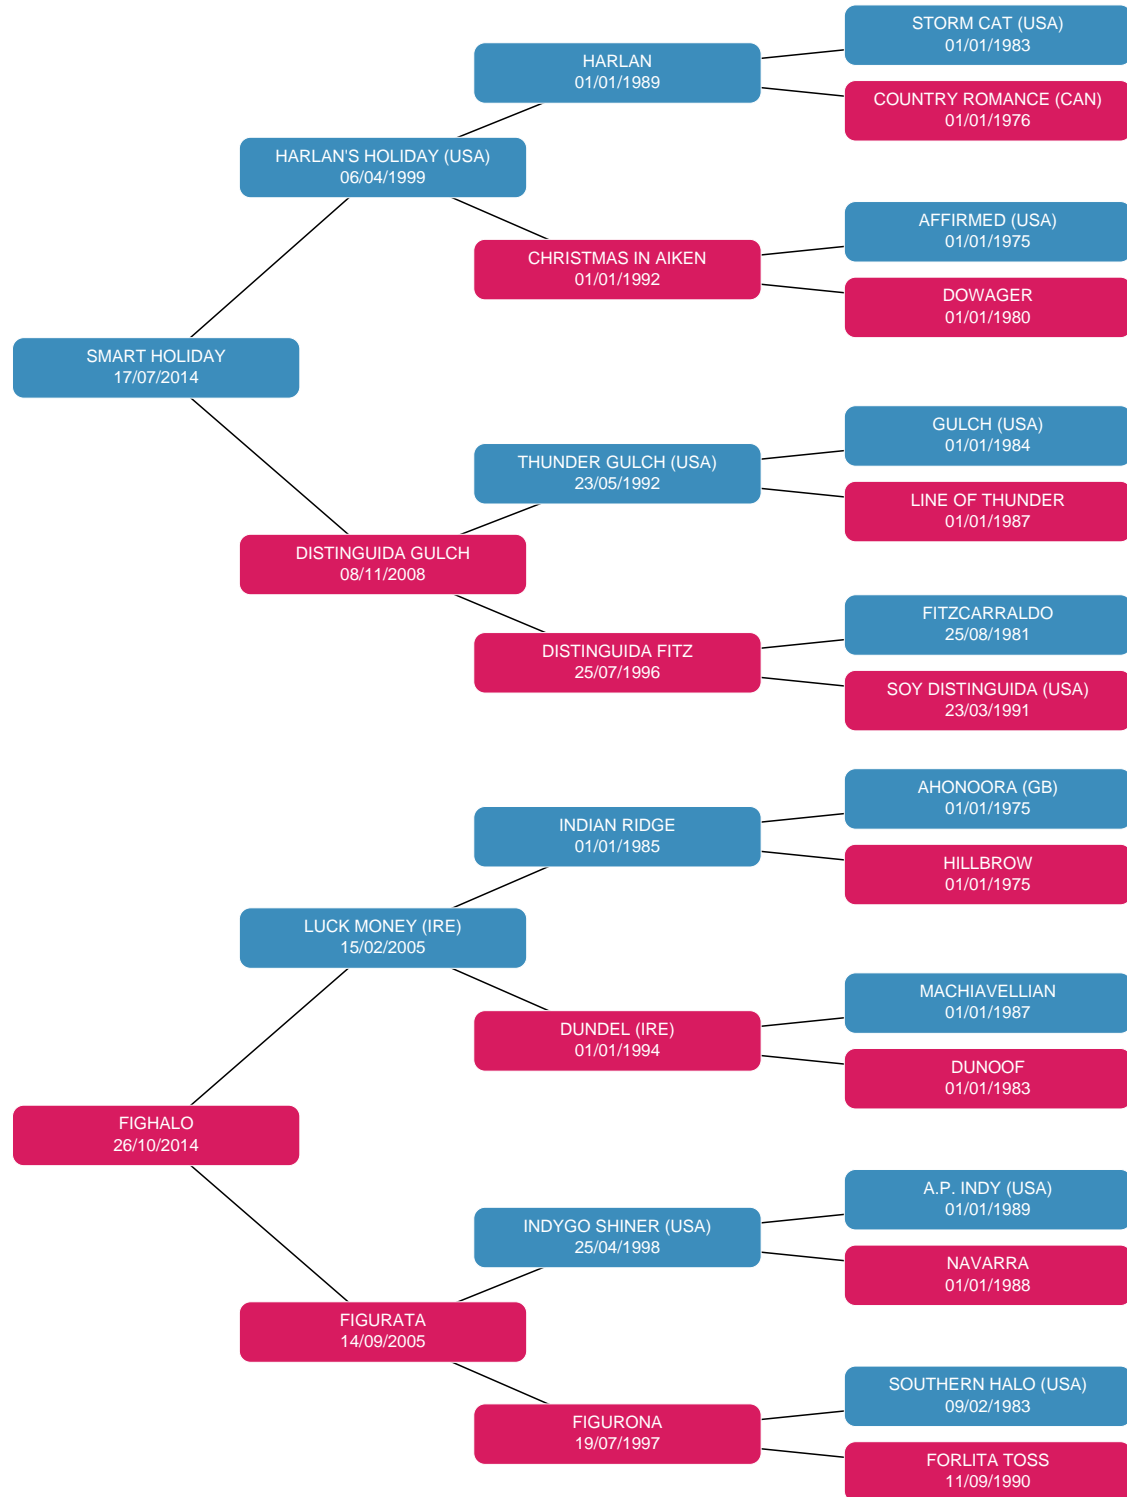 STORM CAT (USA)
01/01/1983
HARLAN
01/01/1989
COUNTRY ROMANCE (CAN)
01/01/1976
HARLAN'S HOLIDAY (USA)
06/04/1999
AFFIRMED (USA)
01/01/1975
CHRISTMAS IN AIKEN
01/01/1992
DOWAGER
01/01/1980
SMART HOLIDAY
17/07/2014
GULCH (USA)
01/01/1984
THUNDER GULCH (USA)
23/05/1992
LINE OF THUNDER
01/01/1987
DISTINGUIDA GULCH
08/11/2008
FITZCARRALDO
25/08/1981
DISTINGUIDA FITZ
25/07/1996
SOY DISTINGUIDA (USA)
23/03/1991
AHONOORA (GB)
01/01/1975
INDIAN RIDGE
01/01/1985
HILLBROW
01/01/1975
LUCK MONEY (IRE)
15/02/2005
MACHIAVELLIAN
01/01/1987
DUNDEL (IRE)
01/01/1994
DUNOOF
01/01/1983
FIGHALO
26/10/2014
A.P. INDY (USA)
01/01/1989
INDYGO SHINER (USA)
25/04/1998
NAVARRA
01/01/1988
FIGURATA
14/09/2005
SOUTHERN HALO (USA)
09/02/1983
FIGURONA
19/07/1997
FORLITA TOSS
11/09/1990